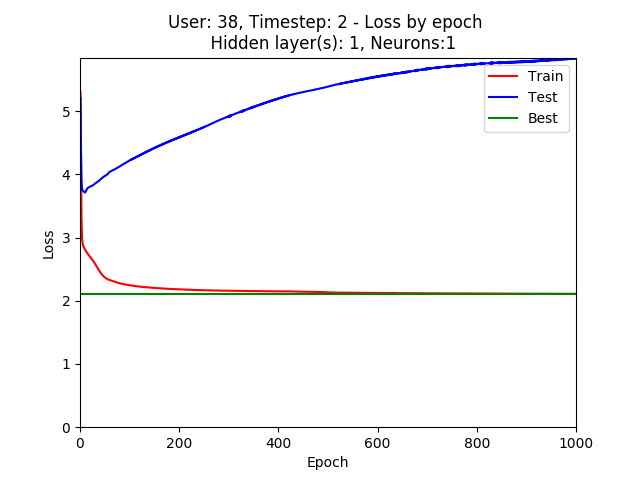 User: 38, Timestep: 2 - Loss by epoch
Hidden layer(s): 1, Neurons:1
Train
Test
Best
5
4
3
2
1
0
Loss
0 200 400 600 800 1000
Epoch